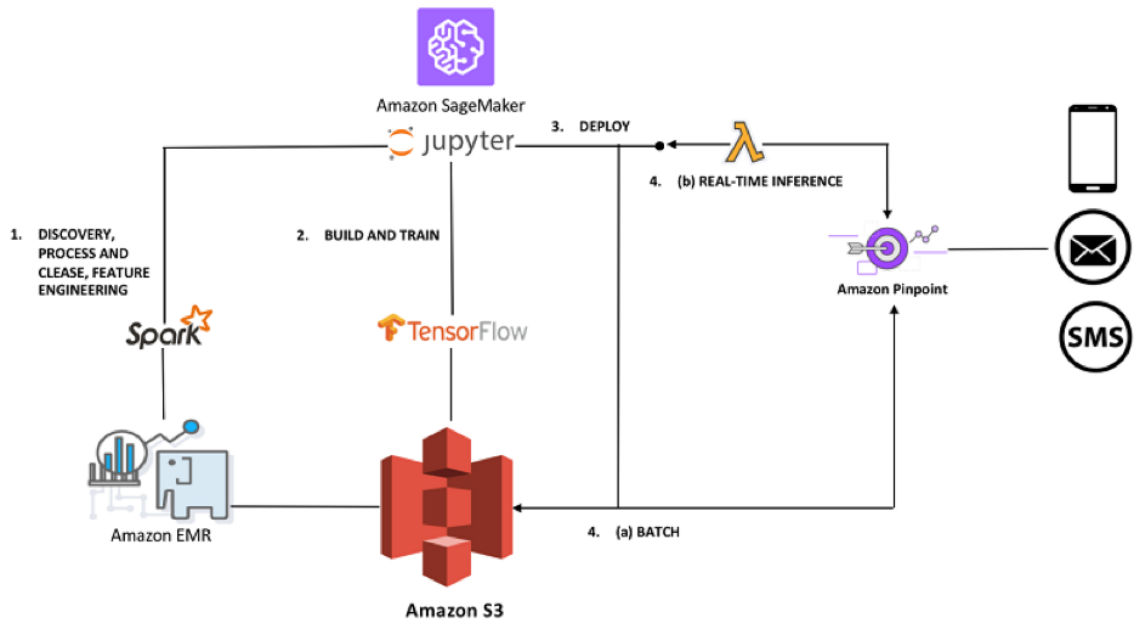 Amazon SageMaker
jupyter
3. DEPLOY
4. (b) REAL-TIME INFERENCE
1. DISCOVERY,
PROCESS AND
CLEASE, FEATURE
ENGINEERING
2. BUILD AND TRAIN
Amazon Pinpoint
Spark
TensorFlow
SMS
Amazon EMR
4. (a) BATCH
Amazon S3